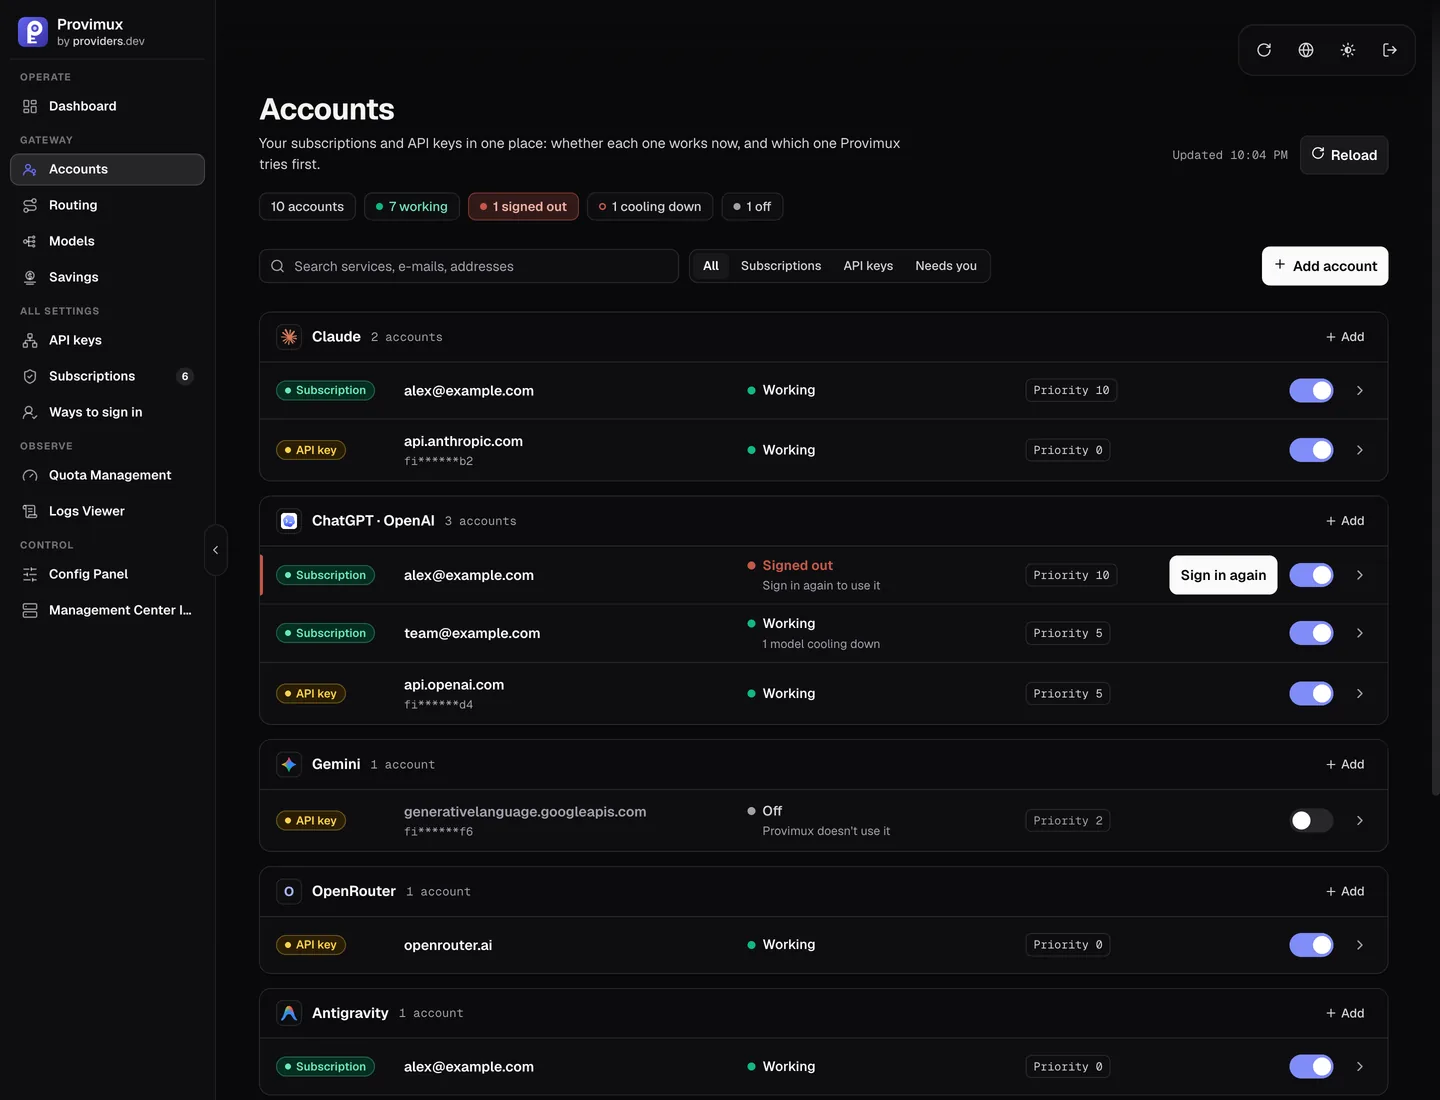 Provimux
by providers.dev
OPERATE
Dashboard
GATEWAY
Accounts
Routing
Models
Savings
ALL SETTINGS
API keys
Subscriptions 6
Ways to sign in
OBSERVE
Quota Management
Logs Viewer
CONTROL
Config Panel
Management Center I...
Accounts
Your subscriptions and API keys in one place: whether each one works now, and which one Provimux
tries first.
Updated 10:04 PM
Reload
10 accounts 7 working 1 signed out 1 cooling down 1 off
Search services, e-mails, addresses
All Subscriptions API keys Needs you
+ Add account
Claude 2 accounts + Add
Subscription alex@example.com Working Priority 10
API key api.anthropic.com Working Priority 0
fi******b2
ChatGPT · OpenAI 3 accounts + Add
Subscription alex@example.com Signed out Priority 10 Sign in again
Sign in again to use it
Subscription team@example.com Working Priority 5
1 model cooling down
API key api.openai.com Working Priority 5
fi******d4
Gemini 1 account + Add
API key generativelanguage.googleapis.com Off Priority 2
fi******f6 Provimux doesn't use it
O OpenRouter 1 account + Add
API key openrouter.ai Working Priority 0
Antigravity 1 account + Add
Subscription alex@example.com Working Priority 0